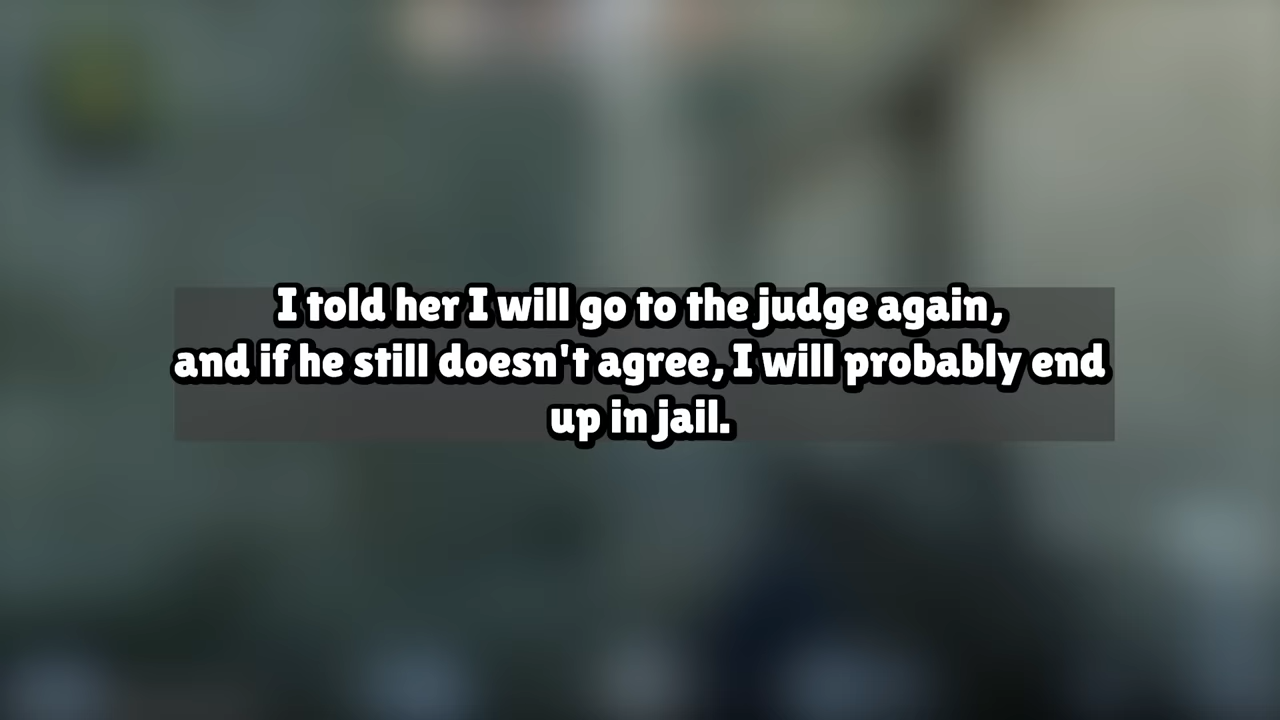 I told her I will go to the judge again,
and if he still doesn't agree, I will probably end
up in jail.